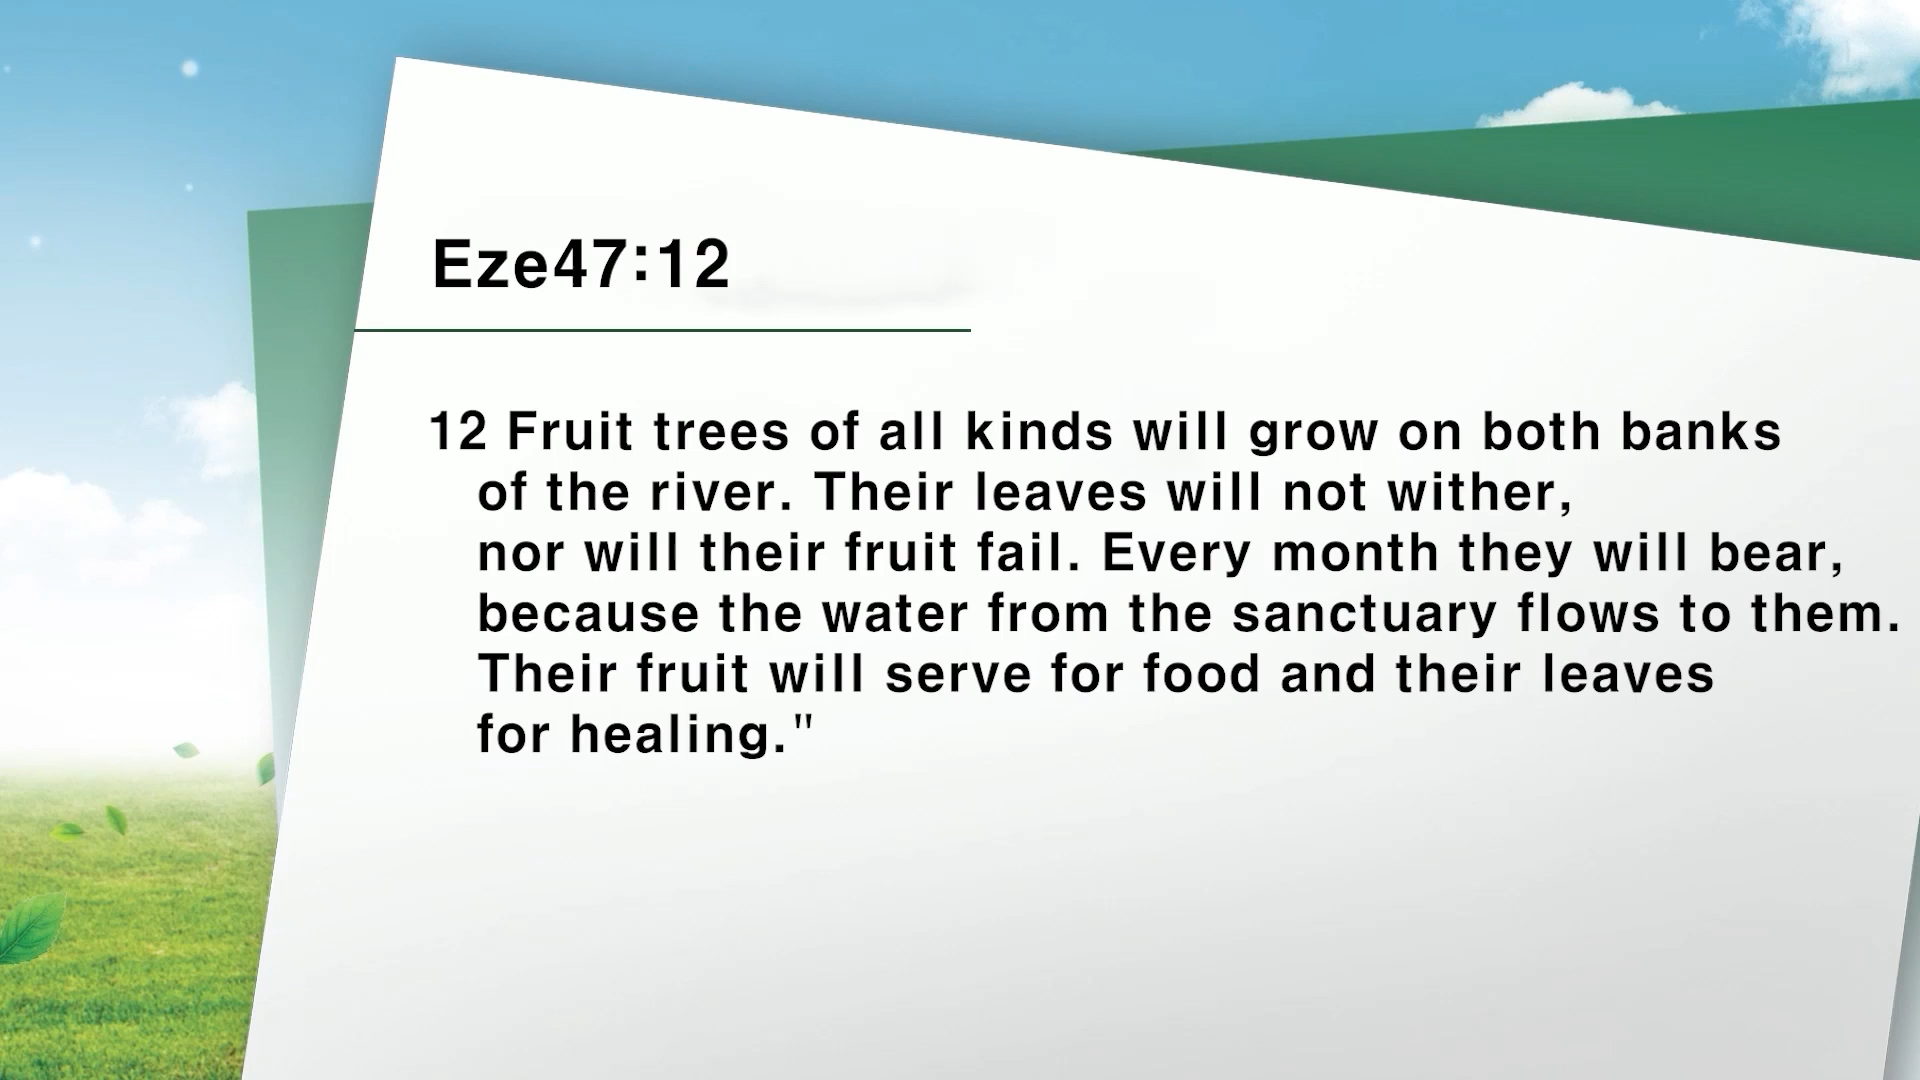 Eze47:12
12 Fruit trees of all kinds will grow on both banks
of the river. Their leaves will not wither,
nor will their fruit fail. Every month they will bear,
because the water from the sanctuary flows to them.
Their fruit will serve for food and their leaves
for healing."